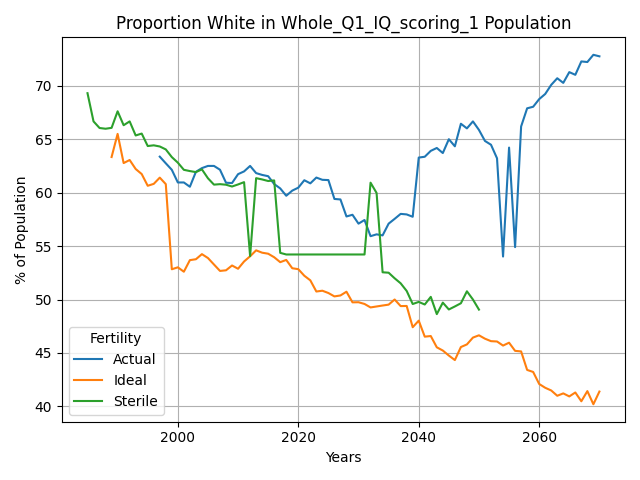 Proportion White in Whole_Q1_IQ_scoring_1 Population
% of Population
70
65
60
55
50
45
40
Fertility
Actual
Ideal
Sterile
2000 2020 2040 2060
Years